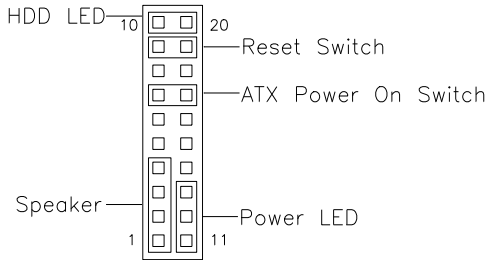 HDD LED
10
20
Reset Switch
ATX Power On Switch
Speaker
Power LED
1
11